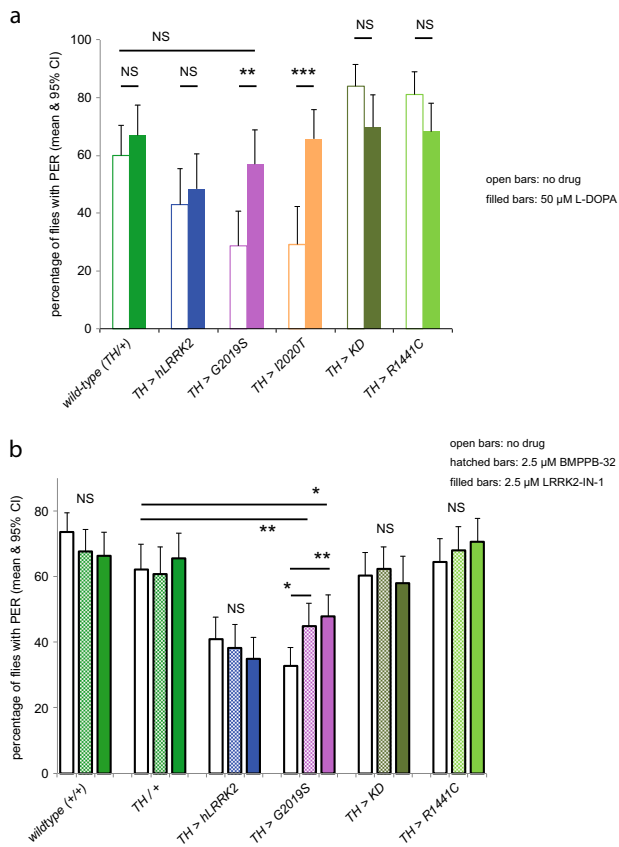 a
percentage of flies with PER (mean & 95% CI)
100
80
60
40
20
0
NS
NS
NS
**
***
NS
NS
open bars: no drug
filled bars: 50 µM L-DOPA
wild-type (TH/+)
TH > hLRRK2
TH > G2019S
TH > I2020T
TH > KD
TH > R1441C
b
open bars: no drug
hatched bars: 2.5 µM BMPPB-32
filled bars: 2.5 µM LRRK2-IN-1
percentage of flies with PER (mean & 95% CI)
80
60
40
20
0
NS
*
**
NS
**
*
NS
NS
wildtype (+/+)
TH / +
TH > hLRRK2
TH > G2019S
TH > KD
TH > R1441C